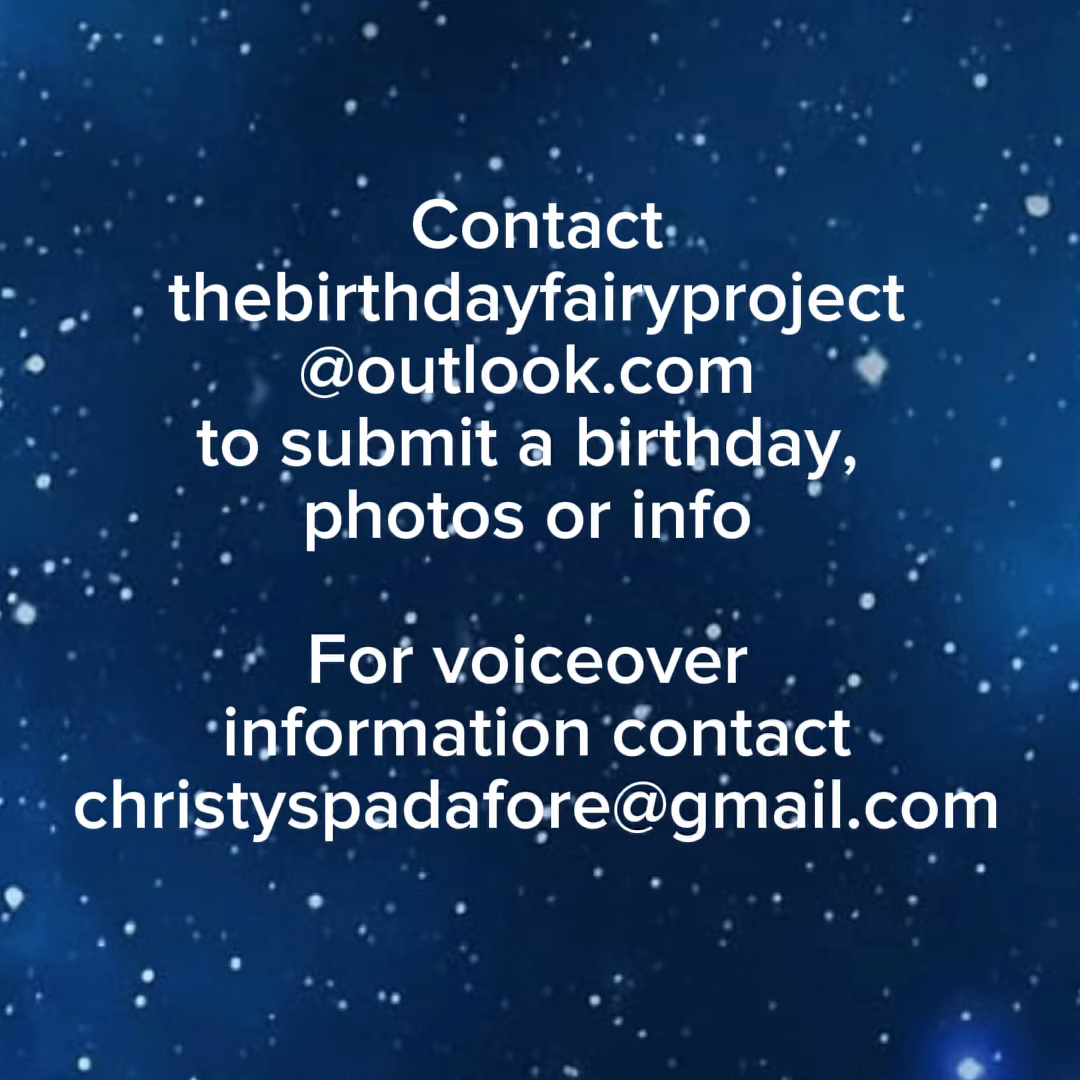 Contact
thebirthdayfairyproject
@outlook.com
to submit a birthday,
photos or info
For voiceover
information contact
christyspadafore@gmail.com